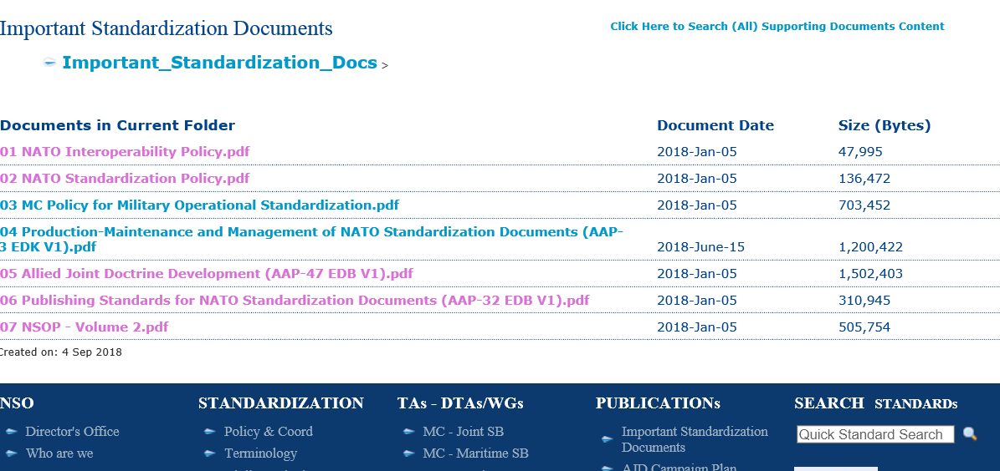 Important Standardization Documents
Click Here to Search (All) Supporting Documents Content
Important_Standardization_Docs >
Documents in Current Folder Document Date Size (Bytes)
01 NATO Interoperability Policy.pdf 2018-Jan-05 47,995
02 NATO Standardization Policy.pdf 2018-Jan-05 136,472
03 MC Policy for Military Operational Standardization.pdf 2018-Jan-05 703,452
04 Production-Maintenance and Management of NATO Standardization Documents (AAP-
3 EDK V1).pdf 2018-June-15 1,200,422
05 Allied Joint Doctrine Development (AAP-47 EDB V1).pdf 2018-Jan-05 1,502,403
06 Publishing Standards for NATO Standardization Documents (AAP-32 EDB V1).pdf 2018-Jan-05 310,945
07 NSOP - Volume 2.pdf 2018-Jan-05 505,754
Created on: 4 Sep 2018
NSO
Director's Office
Who are we
STANDARDIZATION
Policy & Coord
Terminology
TAs - DTAs/WGs
MC - Joint SB
MC - Maritime SB
PUBLICATIONs
Important Standardization
Documents
AJD Campaign Plan
SEARCH STANDARDs
Quick Standard Search